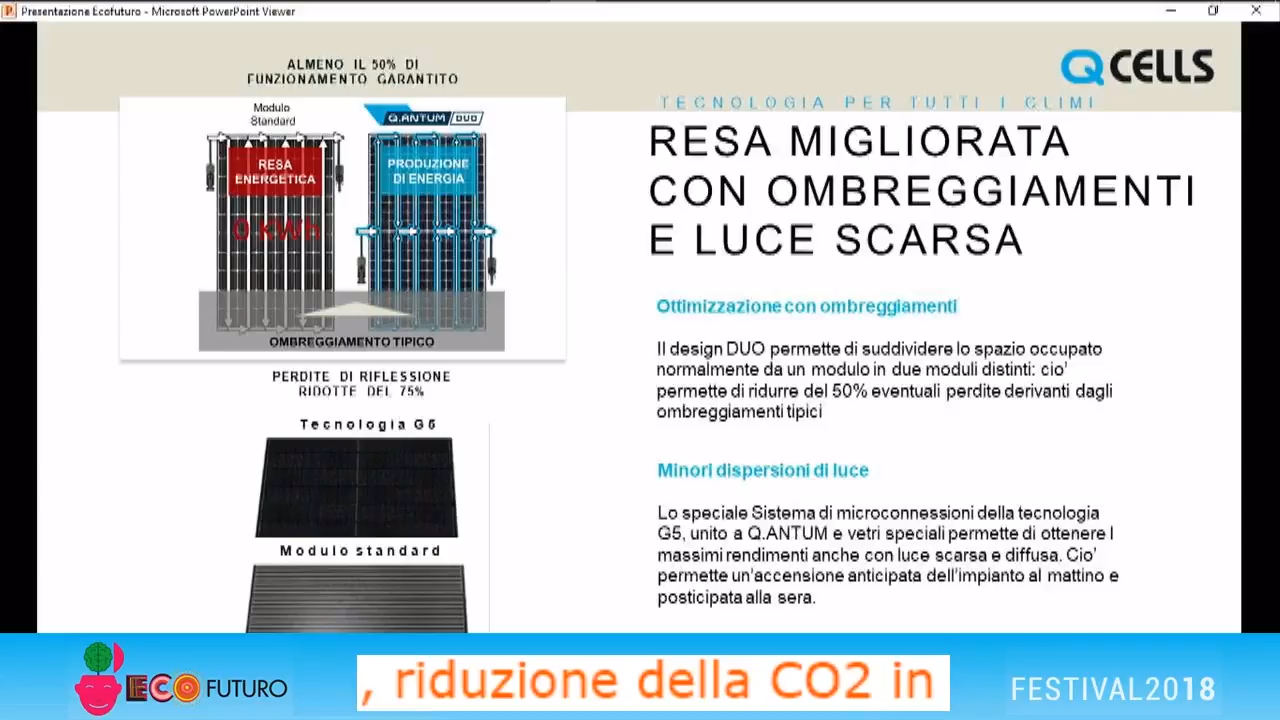 Presentazione Ecofuturo - Microsoft PowerPoint Viewer
ALMENO IL 50% DI
FUNZIONAMENTO GARANTITO
Modulo
Standard
Q.ANTUM DUO
RESA
ENERGETICA
0 KWh
PRODUZIONE
DI ENERGIA
OMBREGGIAMENTO TIPICO
PERDITE DI RIFLESSIONE
RIDOTTE DEL 75%
Tecnologia G5
Modulo standard
Q CELLS
TECNOLOGIA PER TUTTI I CLIMI
RESA MIGLIORATA
CON OMBREGGIAMENTI
E LUCE SCARSA
Ottimizzazione con ombreggiamenti
Il design DUO permette di suddividere lo spazio occupato
normalmente da un modulo in due moduli distinti: cio'
permette di ridurre del 50% eventuali perdite derivanti dagli
ombreggiamenti tipici
Minori dispersioni di luce
Lo speciale Sistema di microconnessioni della tecnologia
G5, unito a Q.ANTUM e vetri speciali permette di ottenere I
massimi rendimenti anche con luce scarsa e diffusa. Cio'
permette un'accensione anticipata dell'impianto al mattino e
posticipata alla sera.
ECO FUTURO
, riduzione della CO2 in
FESTIVAL2018